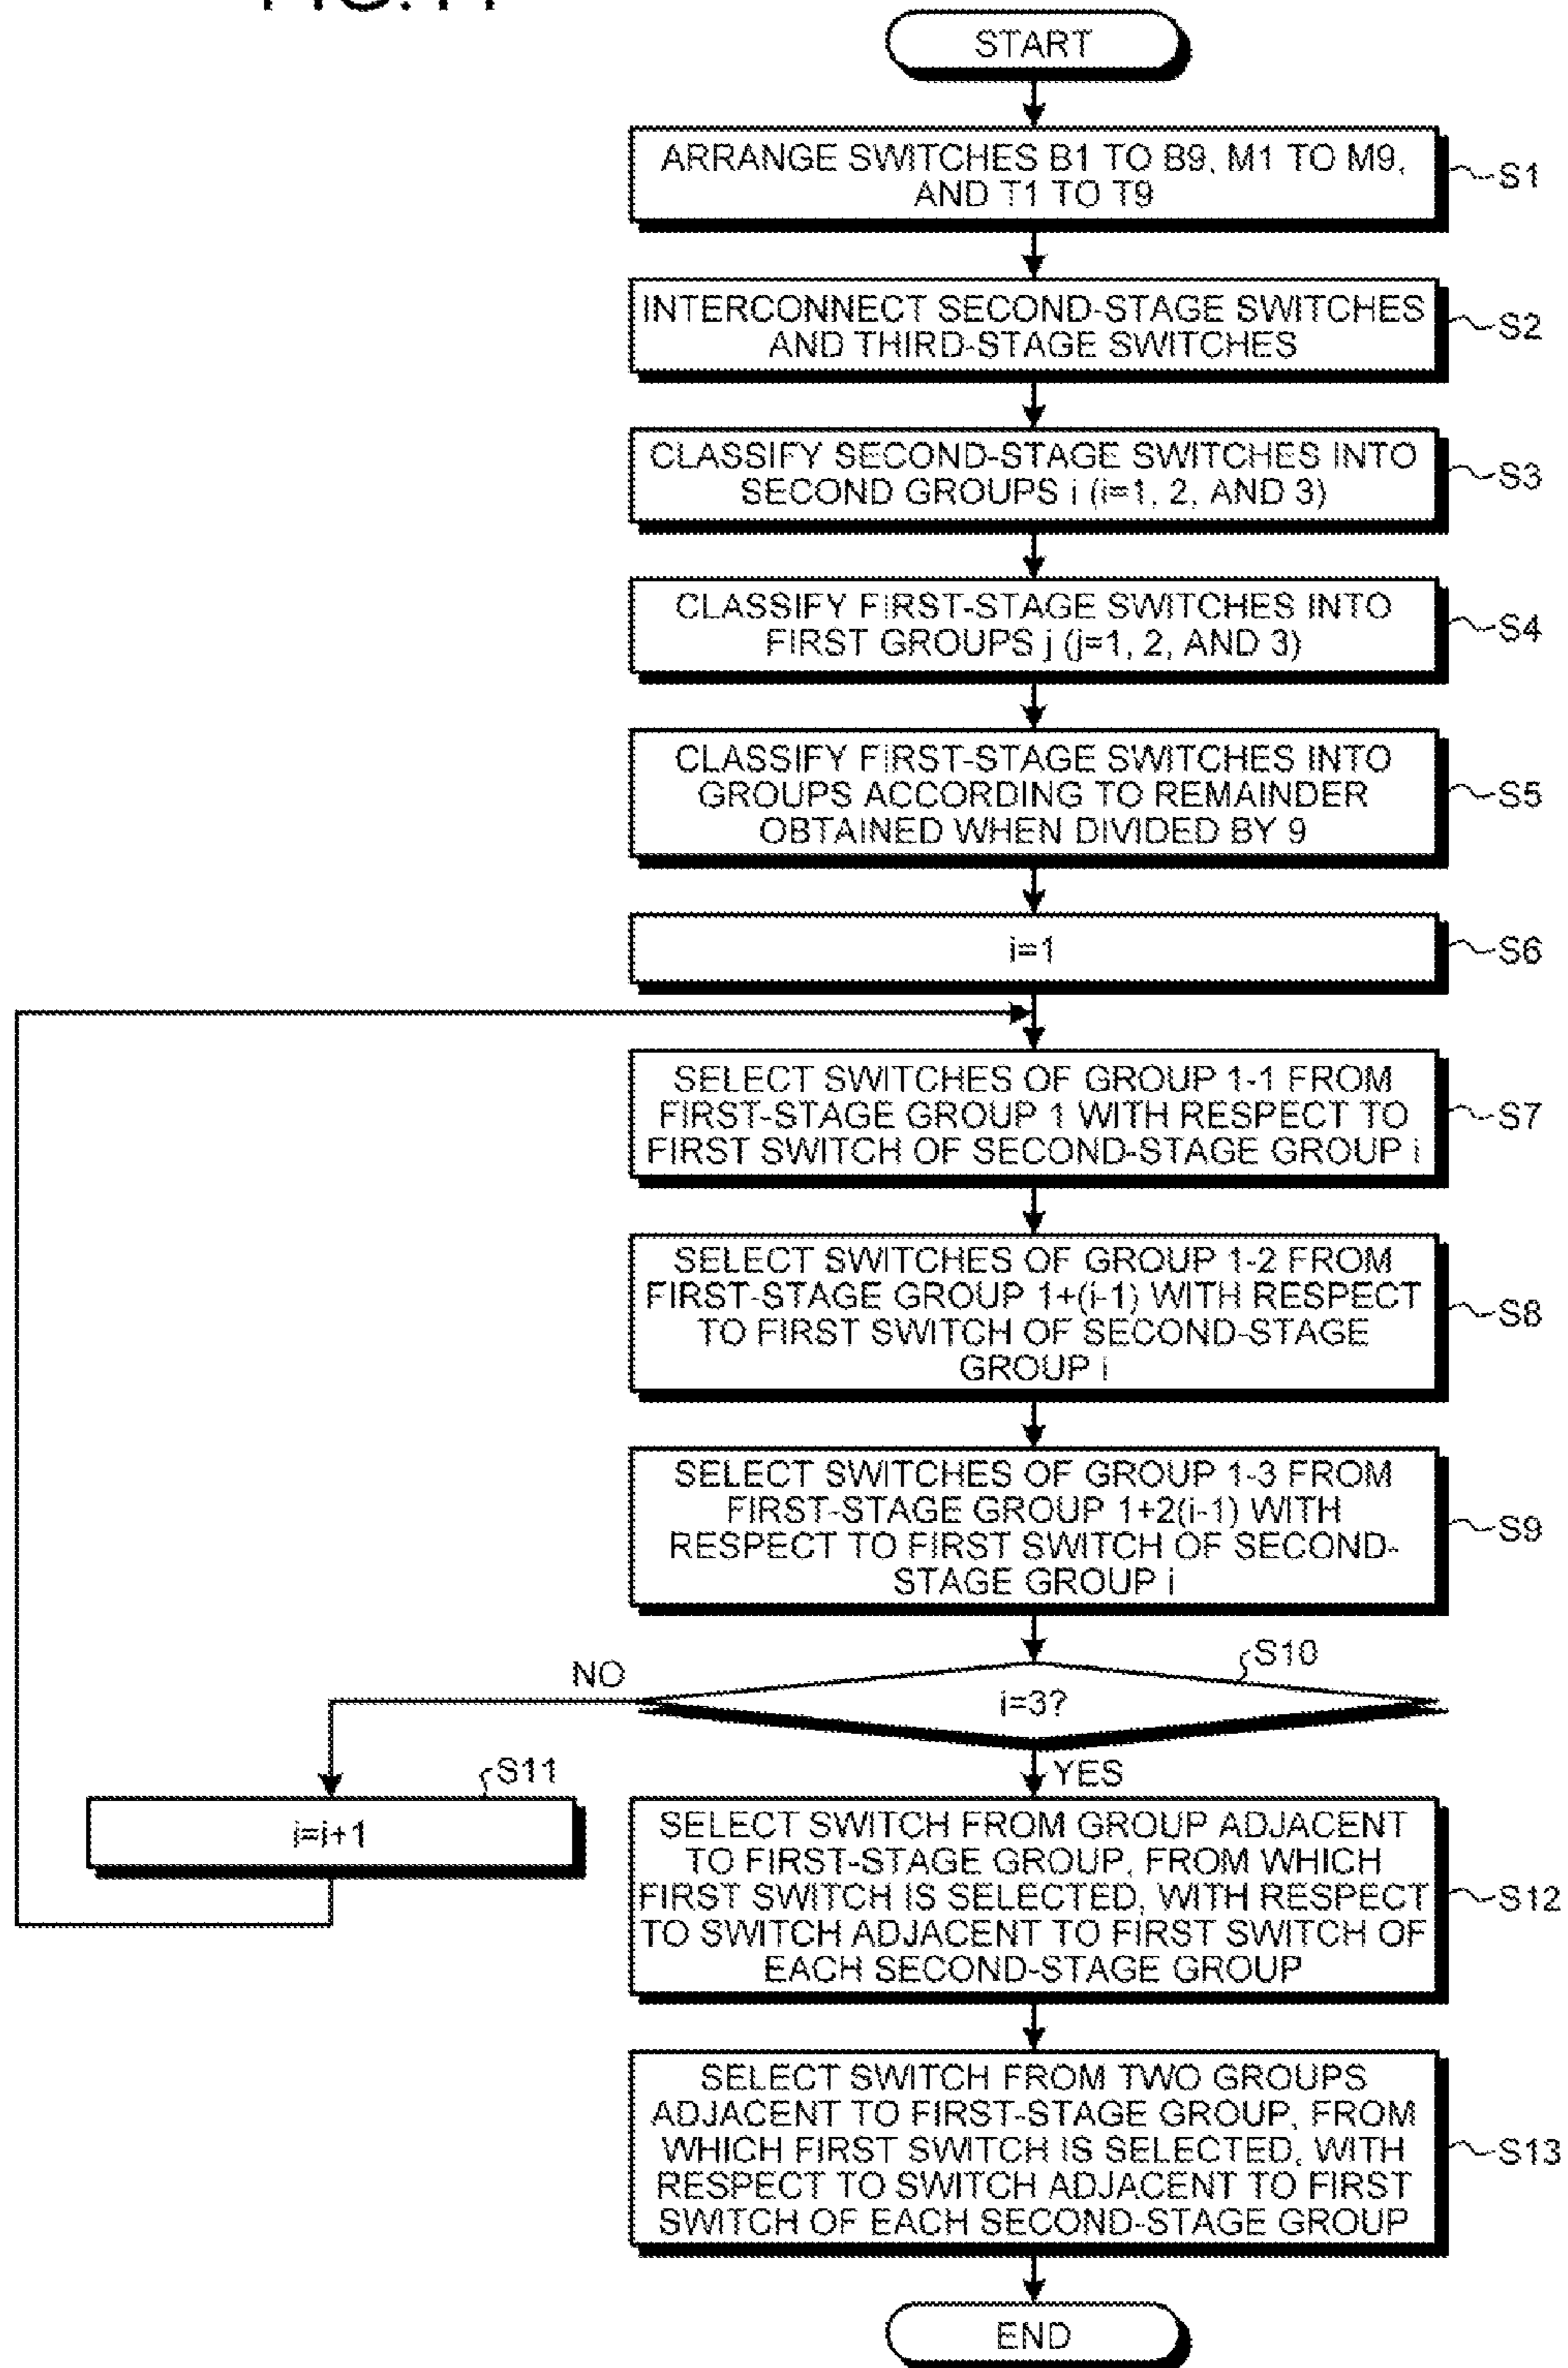 START
ARRANGE SWITCHES B1 TO B9, M1 TO M9,
AND T1 TO T9
S1
INTERCONNECT SECOND-STAGE SWITCHES
AND THIRD-STAGE SWITCHES
S2
CLASSIFY SECOND-STAGE SWITCHES INTO
SECOND GROUPS i (i=1, 2, AND 3)
S3
CLASSIFY FIRST-STAGE SWITCHES INTO
FIRST GROUPS j (j=1, 2, AND 3)
S4
CLASSIFY FIRST-STAGE SWITCHES INTO
GROUPS ACCORDING TO REMAINDER
OBTAINED WHEN DIVIDED BY 9
S5
i=1
S6
SELECT SWITCHES OF GROUP 1-1 FROM
FIRST-STAGE GROUP 1 WITH RESPECT TO
FIRST SWITCH OF SECOND-STAGE GROUP i
S7
SELECT SWITCHES OF GROUP 1-2 FROM
FIRST-STAGE GROUP 1+(i-1) WITH RESPECT
TO FIRST SWITCH OF SECOND-STAGE
GROUP i
S8
SELECT SWITCHES OF GROUP 1-3 FROM
FIRST-STAGE GROUP 1+2(i-1) WITH
RESPECT TO FIRST SWITCH OF SECOND-
STAGE GROUP i
S9
S10
NO
i=3?
YES
S11
i=i+1
SELECT SWITCH FROM GROUP ADJACENT
TO FIRST-STAGE GROUP, FROM WHICH
FIRST SWITCH IS SELECTED, WITH RESPECT
TO SWITCH ADJACENT TO FIRST SWITCH OF
EACH SECOND-STAGE GROUP
S12
SELECT SWITCH FROM TWO GROUPS
ADJACENT TO FIRST-STAGE GROUP, FROM
WHICH FIRST SWITCH IS SELECTED, WITH
RESPECT TO SWITCH ADJACENT TO FIRST
SWITCH OF EACH SECOND-STAGE GROUP
S13
END